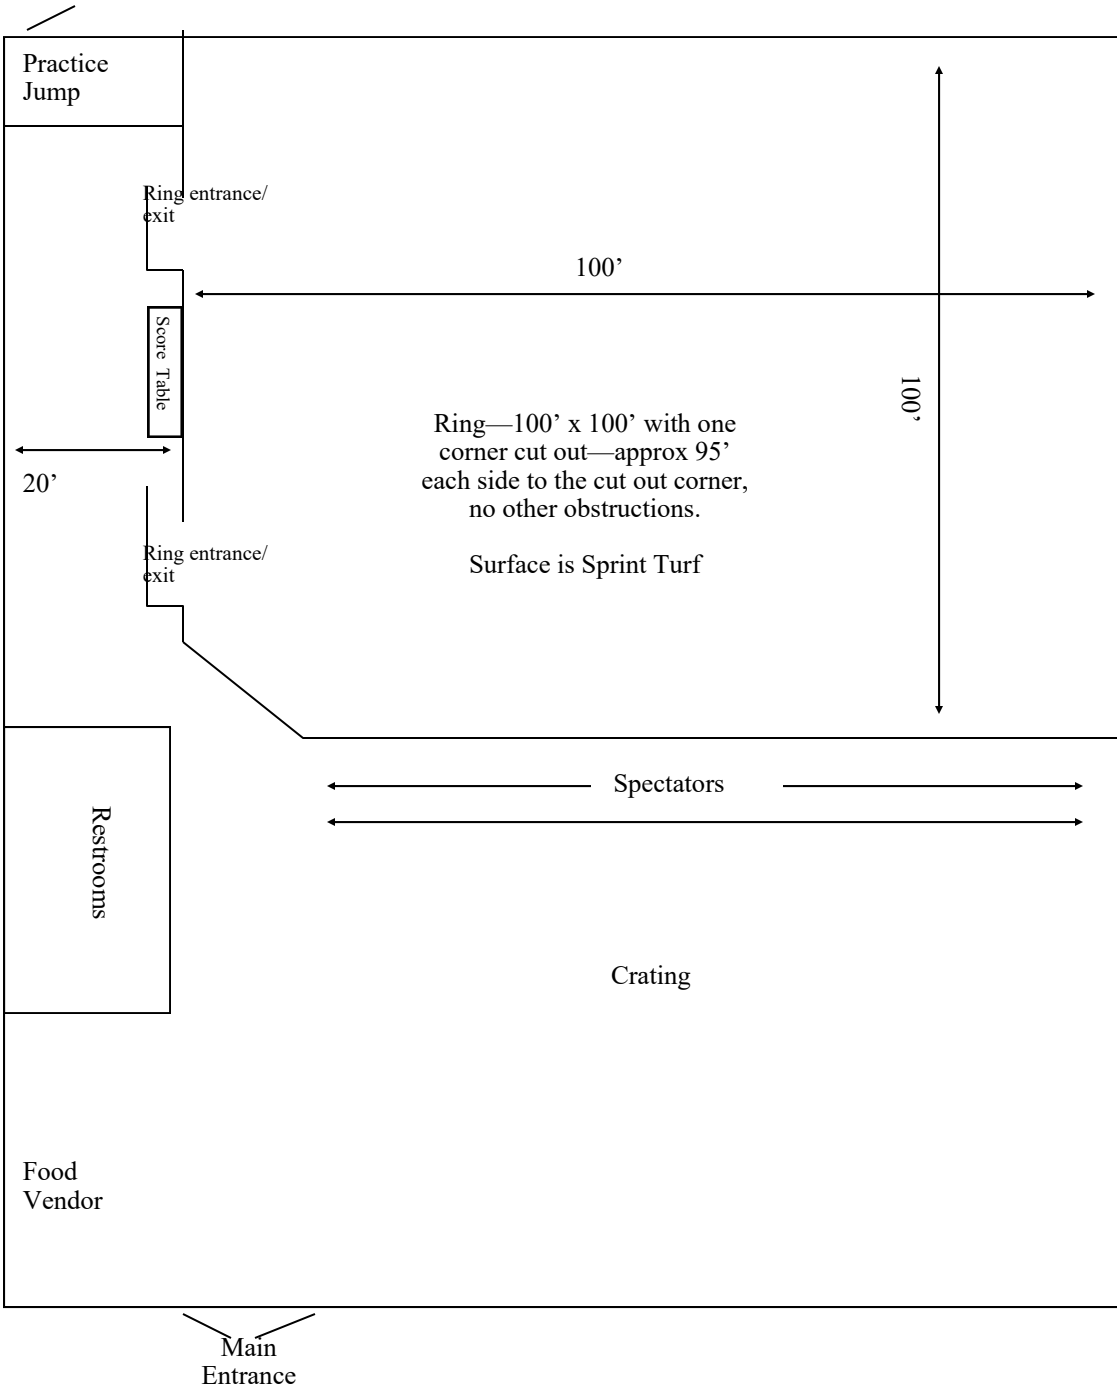 Practice
Jump
Ring entrance/
exit
100’
Score Table
100’
Ring—100’ x 100’ with one
corner cut out—approx 95’
each side to the cut out corner,
no other obstructions.
20’
Surface is Sprint Turf
Ring entrance/
exit
Spectators
Restrooms
Crating
Food
Vendor
Main
Entrance